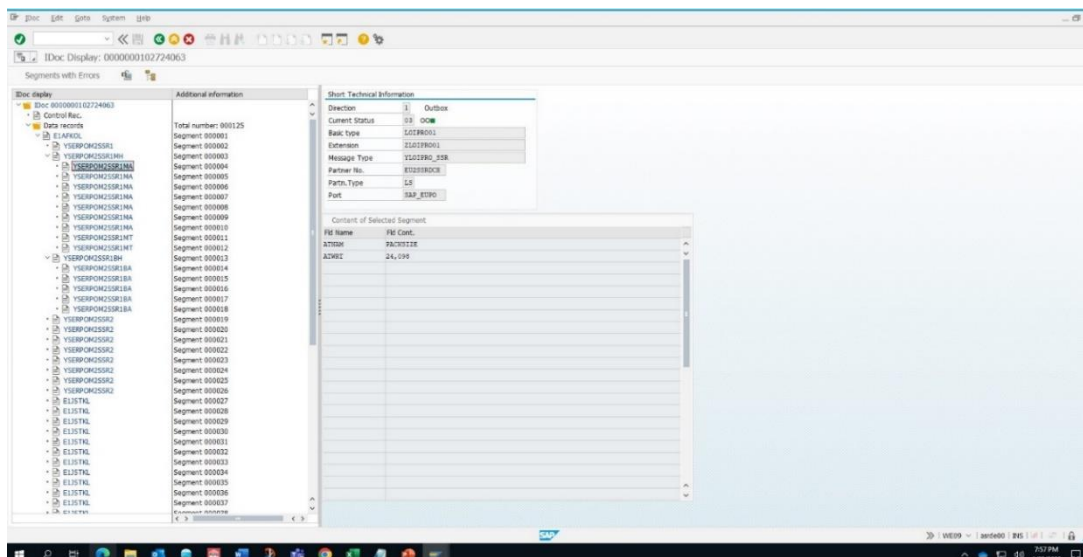 IDoc Edit Goto System Help
IDoc Display: 0000000102724063
Segments with Errors
IDoc display Additional information
IDoc 0000000102724063
Control Rec.
Data records Total number: 000125
E1AFKOL Segment 000001
YSERPOM2SSR1 Segment 000002
YSERPOM2SSR1MH Segment 000003
YSERPOM2SSR1MA Segment 000004
YSERPOM2SSR1MA Segment 000005
YSERPOM2SSR1MA Segment 000006
YSERPOM2SSR1MA Segment 000007
YSERPOM2SSR1MA Segment 000008
YSERPOM2SSR1MA Segment 000009
YSERPOM2SSR1MA Segment 000010
YSERPOM2SSR1MT Segment 000011
YSERPOM2SSR1MT Segment 000012
YSERPOM2SSR1BH Segment 000013
YSERPOM2SSR1BA Segment 000014
YSERPOM2SSR1BA Segment 000015
YSERPOM2SSR1BA Segment 000016
YSERPOM2SSR1BA Segment 000017
YSERPOM2SSR1BA Segment 000018
YSERPOM2SSR2 Segment 000019
YSERPOM2SSR2 Segment 000020
YSERPOM2SSR2 Segment 000021
YSERPOM2SSR2 Segment 000022
YSERPOM2SSR2 Segment 000023
YSERPOM2SSR2 Segment 000024
YSERPOM2SSR2 Segment 000025
YSERPOM2SSR2 Segment 000026
E1JSTKL Segment 000027
E1JSTKL Segment 000028
E1JSTKL Segment 000029
E1JSTKL Segment 000030
E1JSTKL Segment 000031
E1JSTKL Segment 000032
E1JSTKL Segment 000033
E1JSTKL Segment 000034
E1JSTKL Segment 000035
E1JSTKL Segment 000036
E1JSTKL Segment 000037
Short Technical Information
Direction 1 Outbox
Current Status 03
Basic type LOIPRO01
Extension ZLOIPRO01
Message Type YLOIPRO_SSR
Partner No.
Partn.Type LS
Port SAP_EUPO
Content of Selected Segment
Fld Name Fld Cont.
ATNAM PACKSIZE
ATWRT 24,098
SAP
WE09 INS
7:57 PM